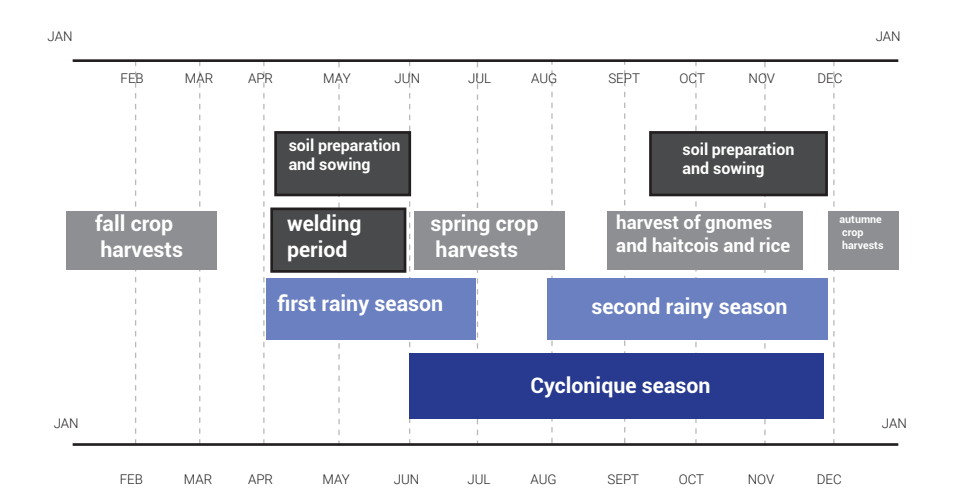 JAN JAN
FEB MAR APR MAY JUN JUL AUG SEPT OCT NOV DEC
soil preparation
and sowing
soil preparation
and sowing
fall crop
harvests
welding
period
spring crop
harvests
harvest of gnomes
and haitcois and rice
autumne
crop
harvests
first rainy season
second rainy season
Cyclonique season
JAN JAN
FEB MAR APR MAY JUN JUL AUG SEPT OCT NOV DEC